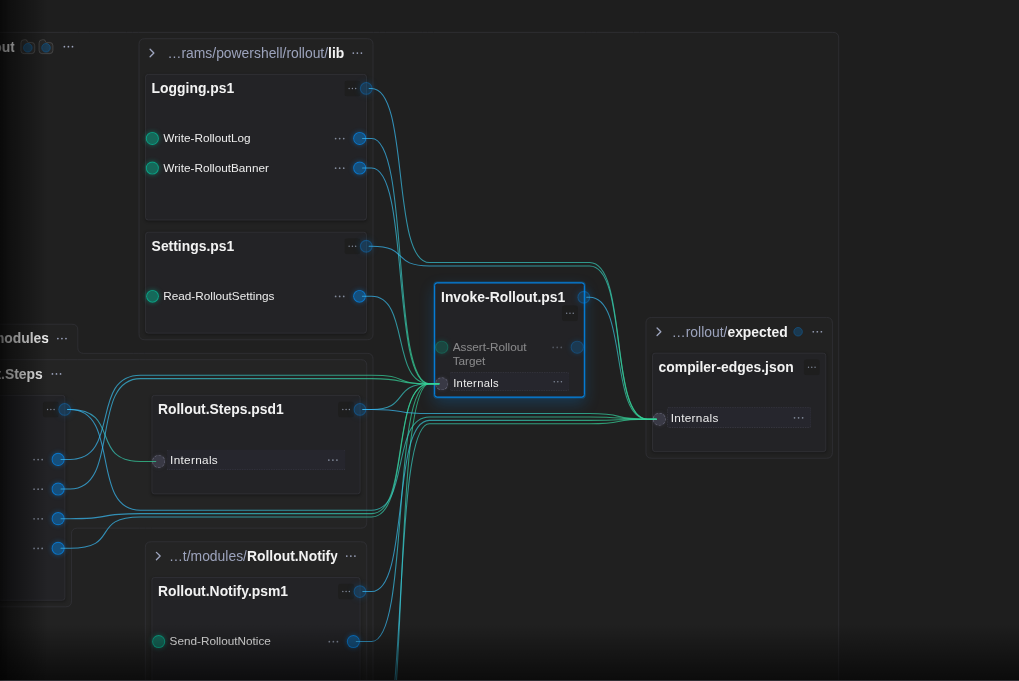 out
…rams/powershell/rollout/lib
Logging.ps1
Write-RolloutLog
Write-RolloutBanner
Settings.ps1
Read-RolloutSettings
Invoke-Rollout.ps1
Assert-Rollout
Target
Internals
…rollout/expected
compiler-edges.json
Internals
modules
.Steps
Rollout.Steps.psd1
Internals
…t/modules/Rollout.Notify
Rollout.Notify.psm1
Send-RolloutNotice